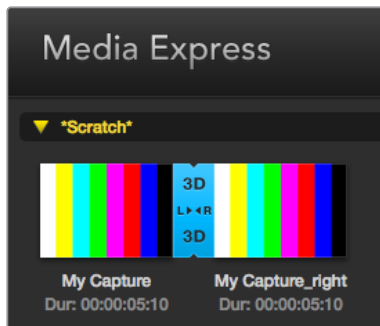 Media Express
*Scratch*
3D
L R
3D
My Capture My Capture_right
Dur: 00:00:05:10 Dur: 00:00:05:10